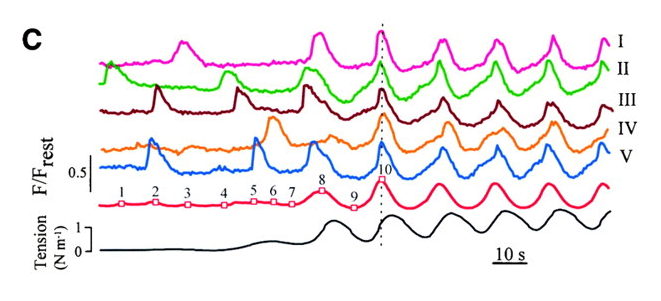 C
I
II
III
IV
V
F/Frest
0.5
1 2 3 4 5 6 7 8 9 10
Tension
(N m-1)
1
0
10 s